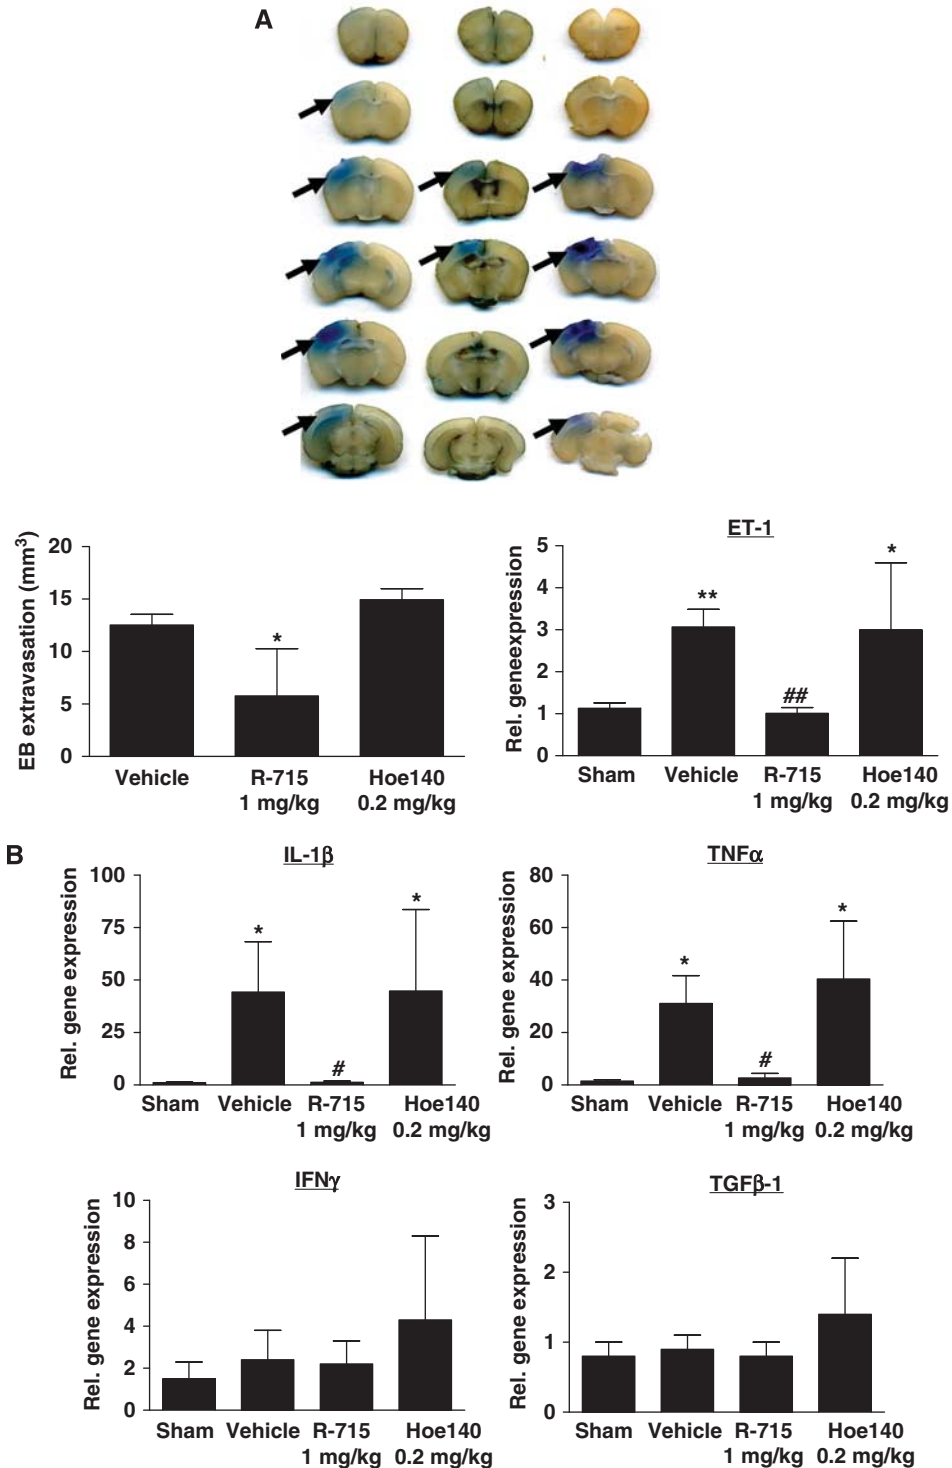 A
EB extravasation (mm³)
20
15
10
5
0
*
Vehicle
R-715
1 mg/kg
Hoe140
0.2 mg/kg
ET-1
Rel. geneexpression
5
4
3
2
1
0
**
##
*
Sham
Vehicle
R-715
1 mg/kg
Hoe140
0.2 mg/kg
B
IL-1β
Rel. gene expression
100
75
50
25
0
*
#
*
Sham
Vehicle
R-715
1 mg/kg
Hoe140
0.2 mg/kg
TNFα
Rel. gene expression
80
60
40
20
0
*
#
*
Sham
Vehicle
R-715
1 mg/kg
Hoe140
0.2 mg/kg
IFNγ
Rel. gene expression
10
8
6
4
2
0
Sham
Vehicle
R-715
1 mg/kg
Hoe140
0.2 mg/kg
TGFβ-1
Rel. gene expression
3
2
1
0
Sham
Vehicle
R-715
1 mg/kg
Hoe140
0.2 mg/kg